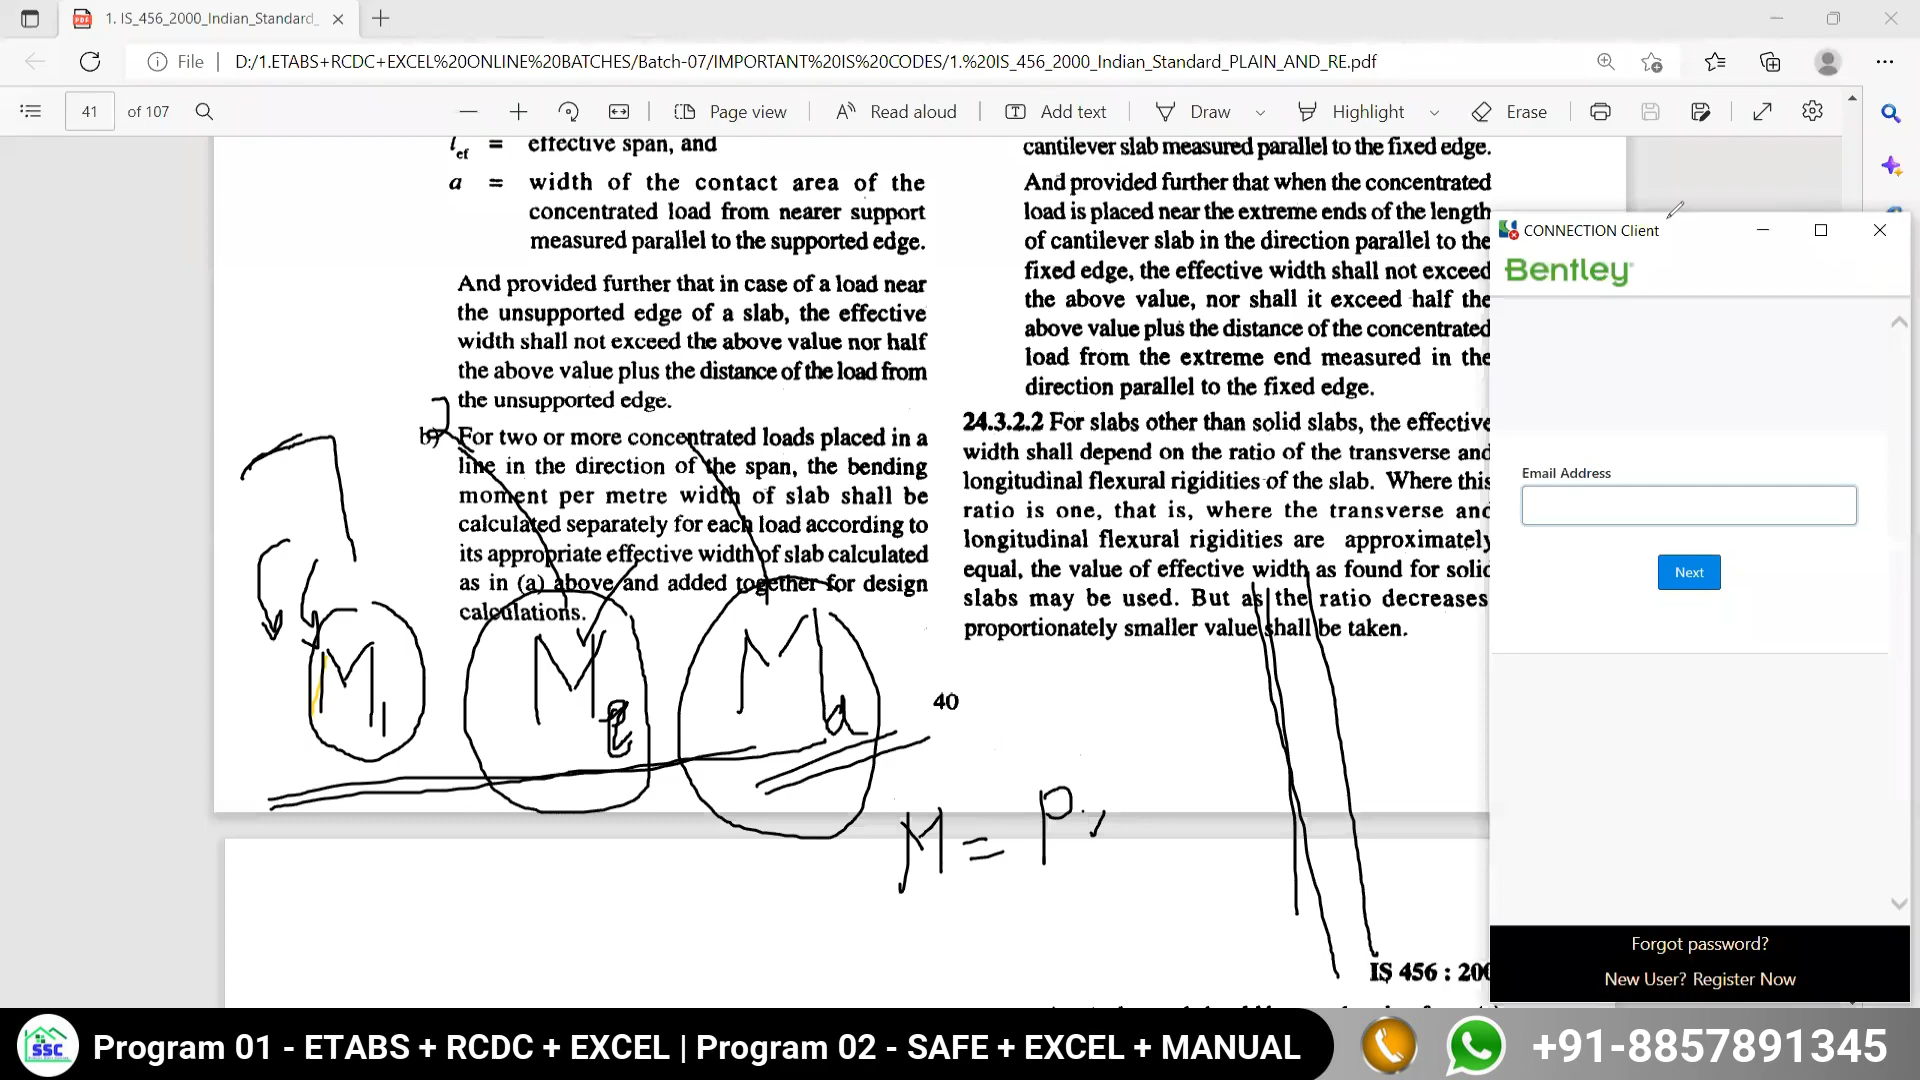 1. IS_456_2000_Indian_Standard_
File
D:/1.ETABS+RCDC+EXCEL%20ONLINE%20BATCHES/Batch-07/IMPORTANT%20IS%20CODES/1.%20IS_456_2000_Indian_Standard_PLAIN_AND_RE.pdf
41 of 107
Page view
Read aloud
Add text
Draw
Highlight
Erase
lef = effective span, and
a = width of the contact area of the
concentrated load from nearer support
measured parallel to the supported edge.
And provided further that in case of a load near
the unsupported edge of a slab, the effective
width shall not exceed the above value nor half
the above value plus the distance of the load from
the unsupported edge.
b) For two or more concentrated loads placed in a
line in the direction of the span, the bending
moment per metre width of slab shall be
calculated separately for each load according to
its appropriate effective width of slab calculated
as in (a) above and added together for design
calculations.
cantilever slab measured parallel to the fixed edge.
And provided further that when the concentrated
load is placed near the extreme ends of the length
of cantilever slab in the direction parallel to the
fixed edge, the effective width shall not exceed
the above value, nor shall it exceed half the
above value plus the distance of the concentrated
load from the extreme end measured in the
direction parallel to the fixed edge.
24.3.2.2 For slabs other than solid slabs, the effective
width shall depend on the ratio of the transverse and
longitudinal flexural rigidities of the slab. Where this
ratio is one, that is, where the transverse and
longitudinal flexural rigidities are approximately
equal, the value of effective width as found for solid
slabs may be used. But as the ratio decreases
proportionately smaller value shall be taken.
M1
M
Md
40
M = P
IS 456 : 200
CONNECTION Client
Bentley
Email Address
Next
Forgot password?
New User? Register Now
SSC
Program 01 - ETABS + RCDC + EXCEL | Program 02 - SAFE + EXCEL + MANUAL
+91-8857891345